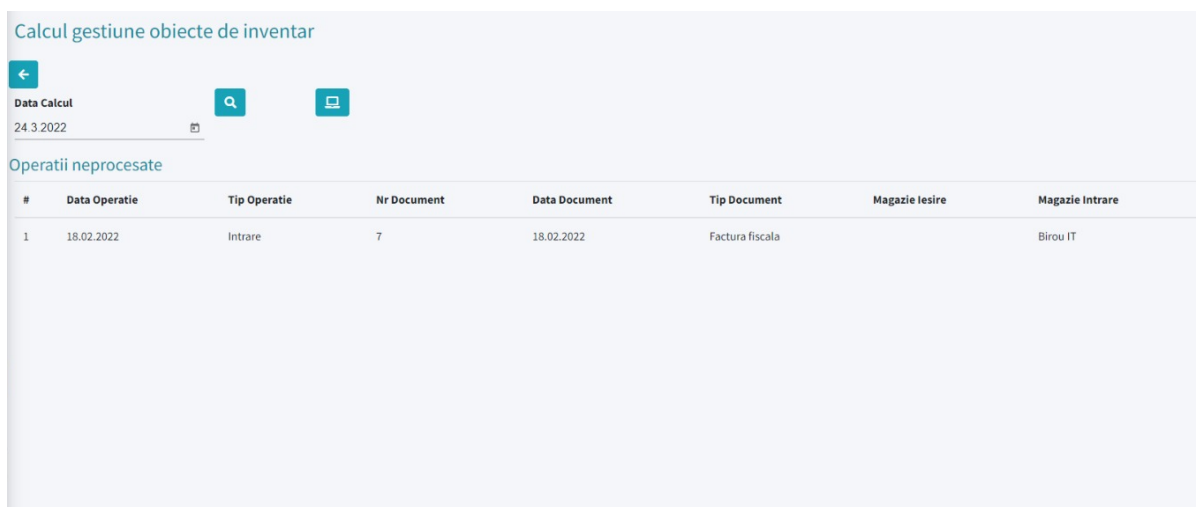 Calcul gestiune obiecte de inventar
Data Calcul
24.3.2022
Operatii neprocesate
# Data Operatie Tip Operatie Nr Document Data Document Tip Document Magazie Iesire Magazie Intrare
1 18.02.2022 Intrare 7 18.02.2022 Factura fiscala Birou IT